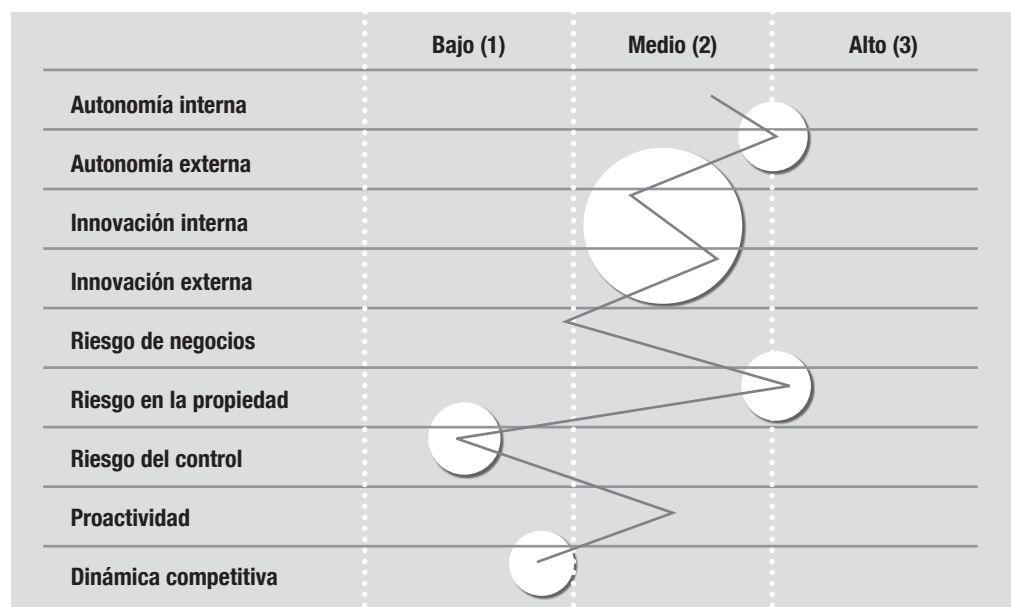 Bajo (1) Medio (2) Alto (3)
Autonomía interna
Autonomía externa
Innovación interna
Innovación externa
Riesgo de negocios
Riesgo en la propiedad
Riesgo del control
Proactividad
Dinámica competitiva